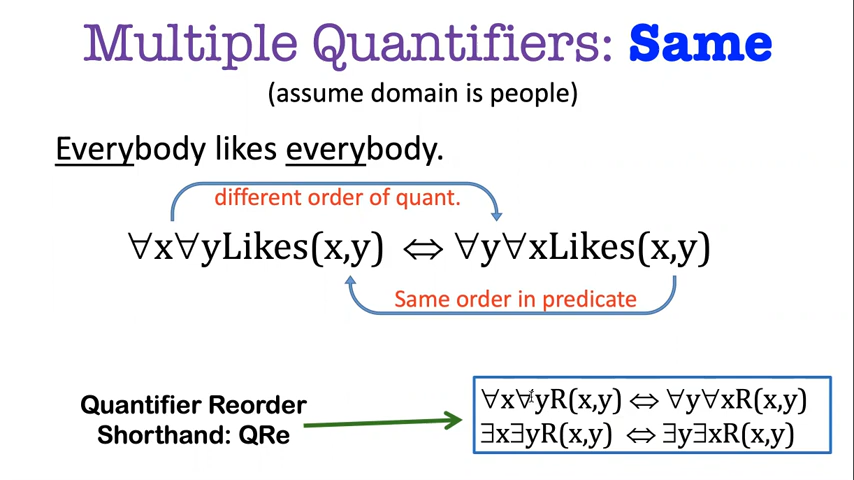 Multiple Quantifiers: Same
(assume domain is people)
Everybody likes everybody.
different order of quant.
∀x∀yLikes(x,y) ⇔ ∀y∀xLikes(x,y)
Same order in predicate
Quantifier Reorder
Shorthand: QRe
∀x∀yR(x,y) ⇔ ∀y∀xR(x,y)
∃x∃yR(x,y) ⇔ ∃y∃xR(x,y)